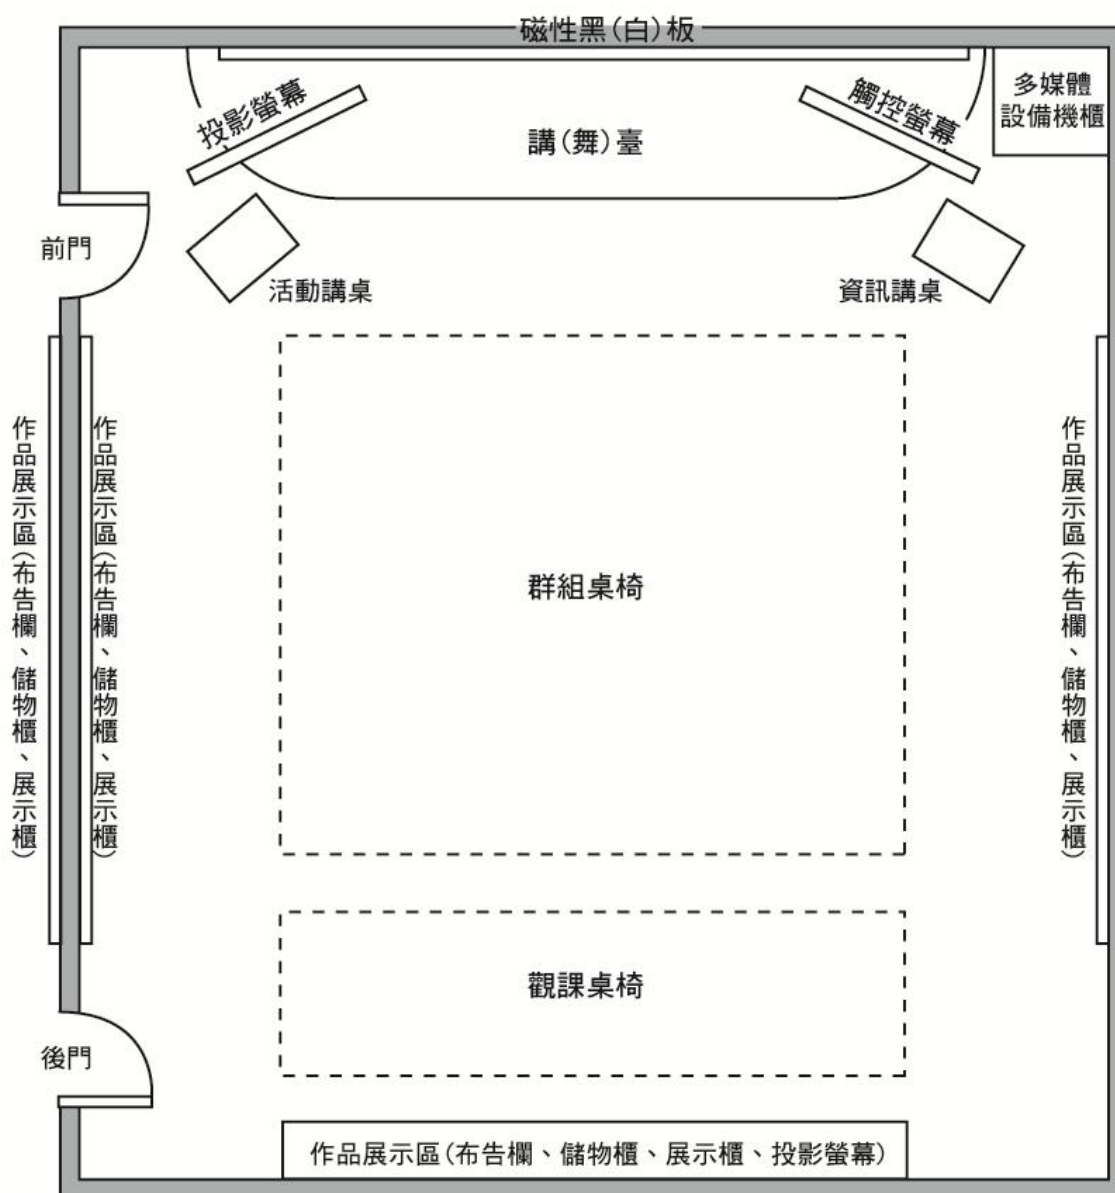 磁性黑(白)板
投影螢幕
觸控螢幕
多媒體
設備機櫃
講(舞)臺
前門
活動講桌
資訊講桌
作品展示區(布告欄、儲物櫃、展示櫃)
作品展示區(布告欄、儲物櫃、展示櫃)
作品展示區(布告欄、儲物櫃、展示櫃)
群組桌椅
觀課桌椅
後門
作品展示區(布告欄、儲物櫃、展示櫃、投影螢幕)